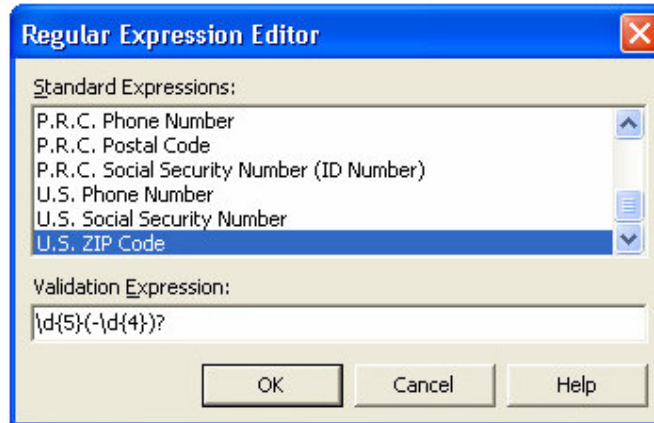 Regular Expression Editor
Standard Expressions:
P.R.C. Phone Number
P.R.C. Postal Code
P.R.C. Social Security Number (ID Number)
U.S. Phone Number
U.S. Social Security Number
U.S. ZIP Code
Validation Expression:
\d{5}(-\d{4})?
OK Cancel Help